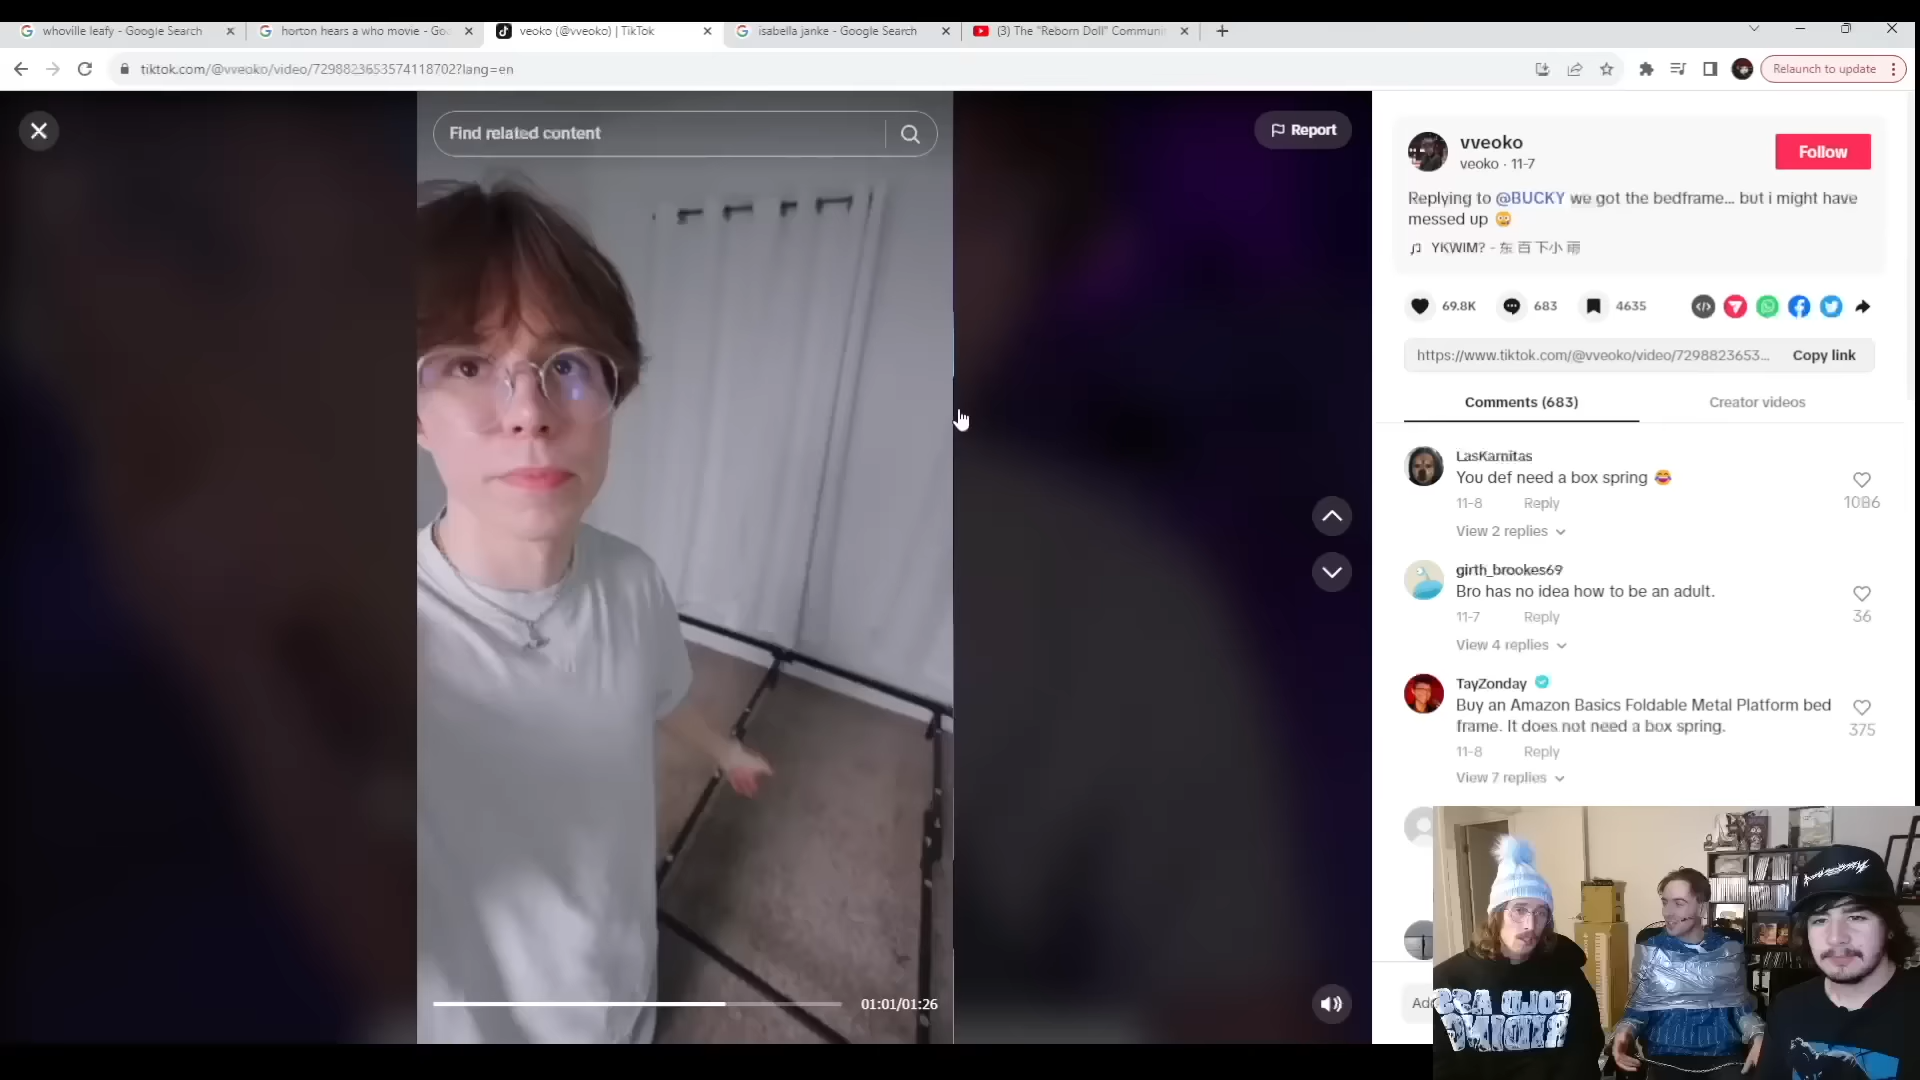 whoville leafy - Google Search
horton hears a who movie - Goo
veoko (@vveoko) | TikTok
isabella janke - Google Search
(3) The "Reborn Doll" Communi
tiktok.com/@vveoko/video/7298823653574118702?lang=en
Relaunch to update
Find related content
Report
vveoko
veoko · 11-7
Follow
Replying to @BUCKY we got the bedframe... but i might have
messed up 😬
YKWIM? - 东 百 下小 雨
69.8K
683
4635
https://www.tiktok.com/@vveoko/video/7298823653...
Copy link
Comments (683)
Creator videos
LasKarnitas
You def need a box spring 😂
1086
11-8 Reply
View 2 replies
girth_brookes69
Bro has no idea how to be an adult.
36
11-7 Reply
View 4 replies
TayZonday
Buy an Amazon Basics Foldable Metal Platform bed
frame. It does not need a box spring.
375
11-8 Reply
View 7 replies
01:01/01:26
Add
COLD ASS